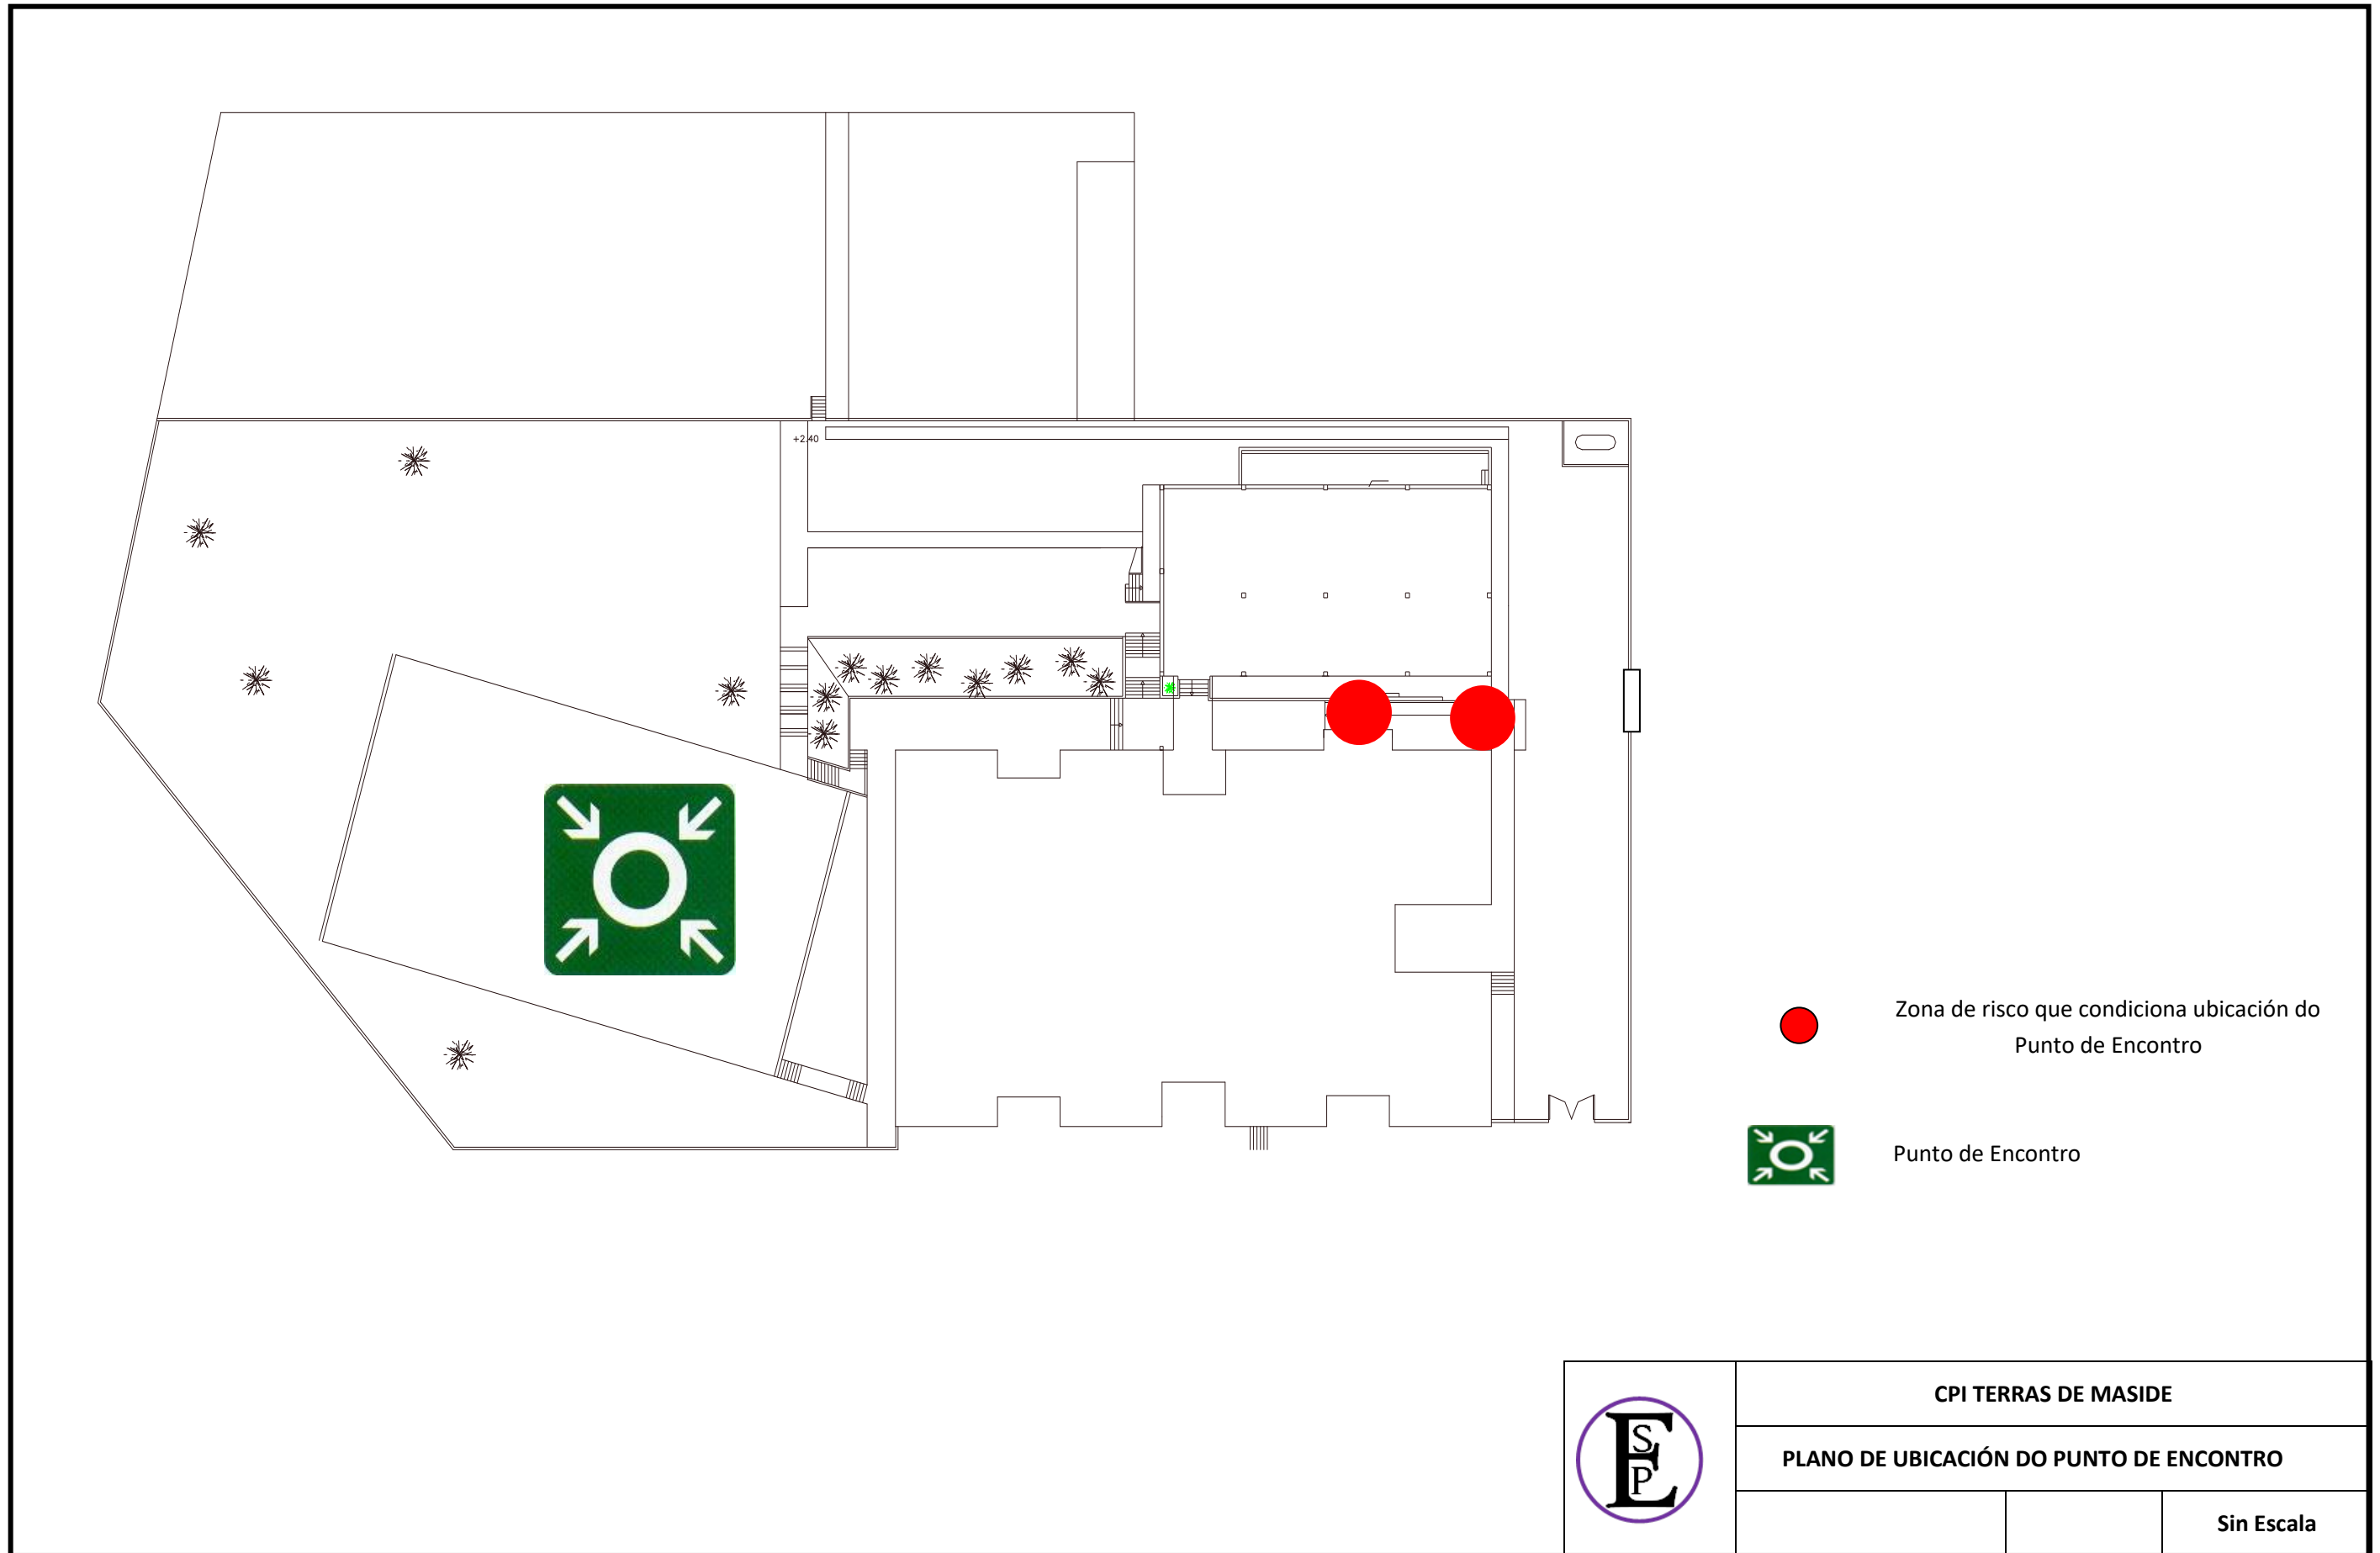 +2.40
Zona de risco que condiciona ubicación do
Punto de Encontro
Punto de Encontro
E
S
P
CPI TERRAS DE MASIDE
PLANO DE UBICACIÓN DO PUNTO DE ENCONTRO
Sin Escala